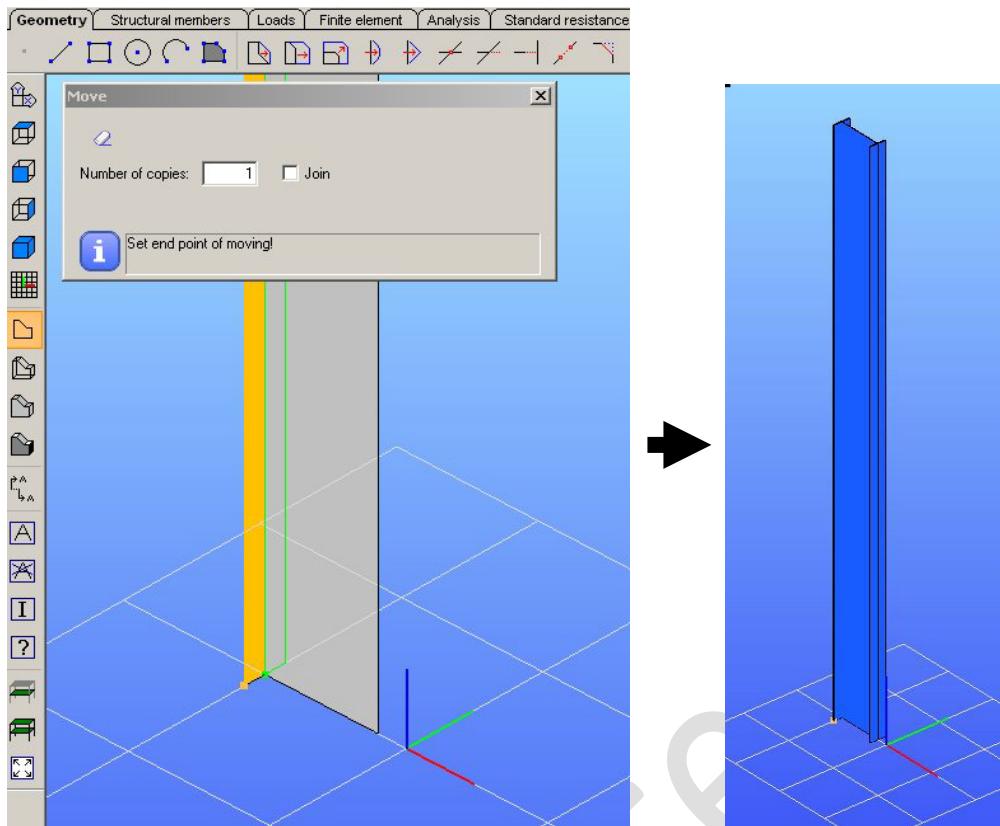 Geometry Structural members Loads Finite element Analysis Standard resistance
Move
Number of copies: 1 Join
Set end point of moving!